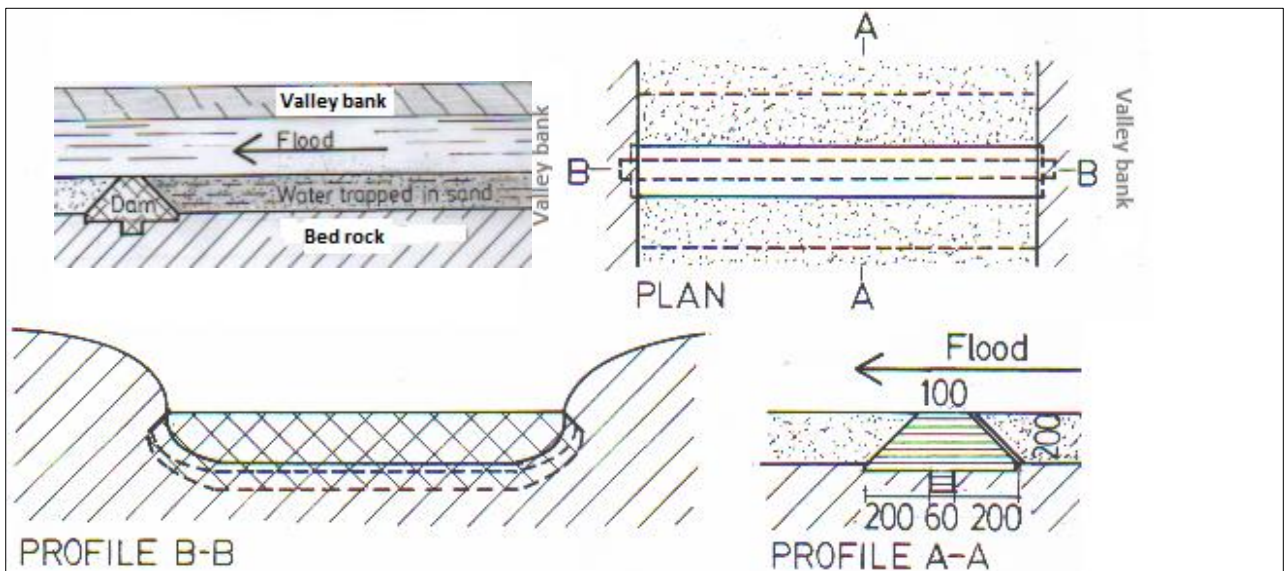 Valley bank
Flood
Water trapped in sand
Dam
Bed rock
Valley bank
A
B
B
Valley bank
A
PLAN
PROFILE B-B
Flood
100
200
200 60 200
PROFILE A-A